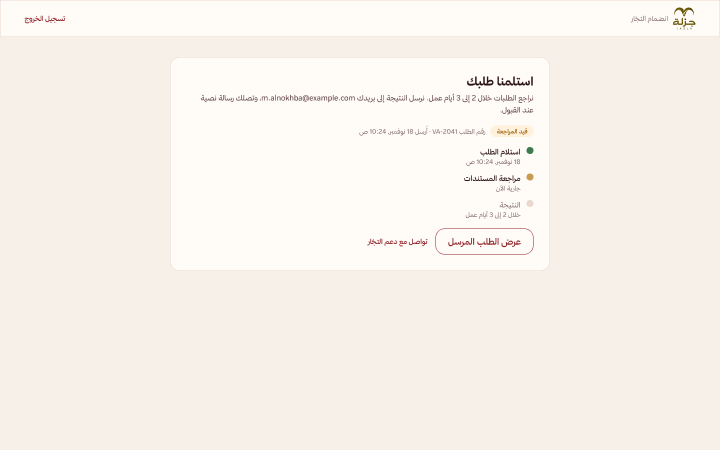 جزلة
انضمام التجار
تسجيل الخروج
استلمنا طلبك
نراجع الطلبات خلال 2 إلى 3 أيام عمل. نرسل النتيجة إلى بريدك m.alnokhba@example.com، وتصلك رسالة نصية
عند القبول.
قيد المراجعة
رقم الطلب VA-2041 · أُرسل 18 نوفمبر، 10:24 ص
استلام الطلب
18 نوفمبر، 10:24 ص
مراجعة المستندات
جارية الآن
النتيجة
خلال 2 إلى 3 أيام عمل
عرض الطلب المرسل
تواصل مع دعم التجار